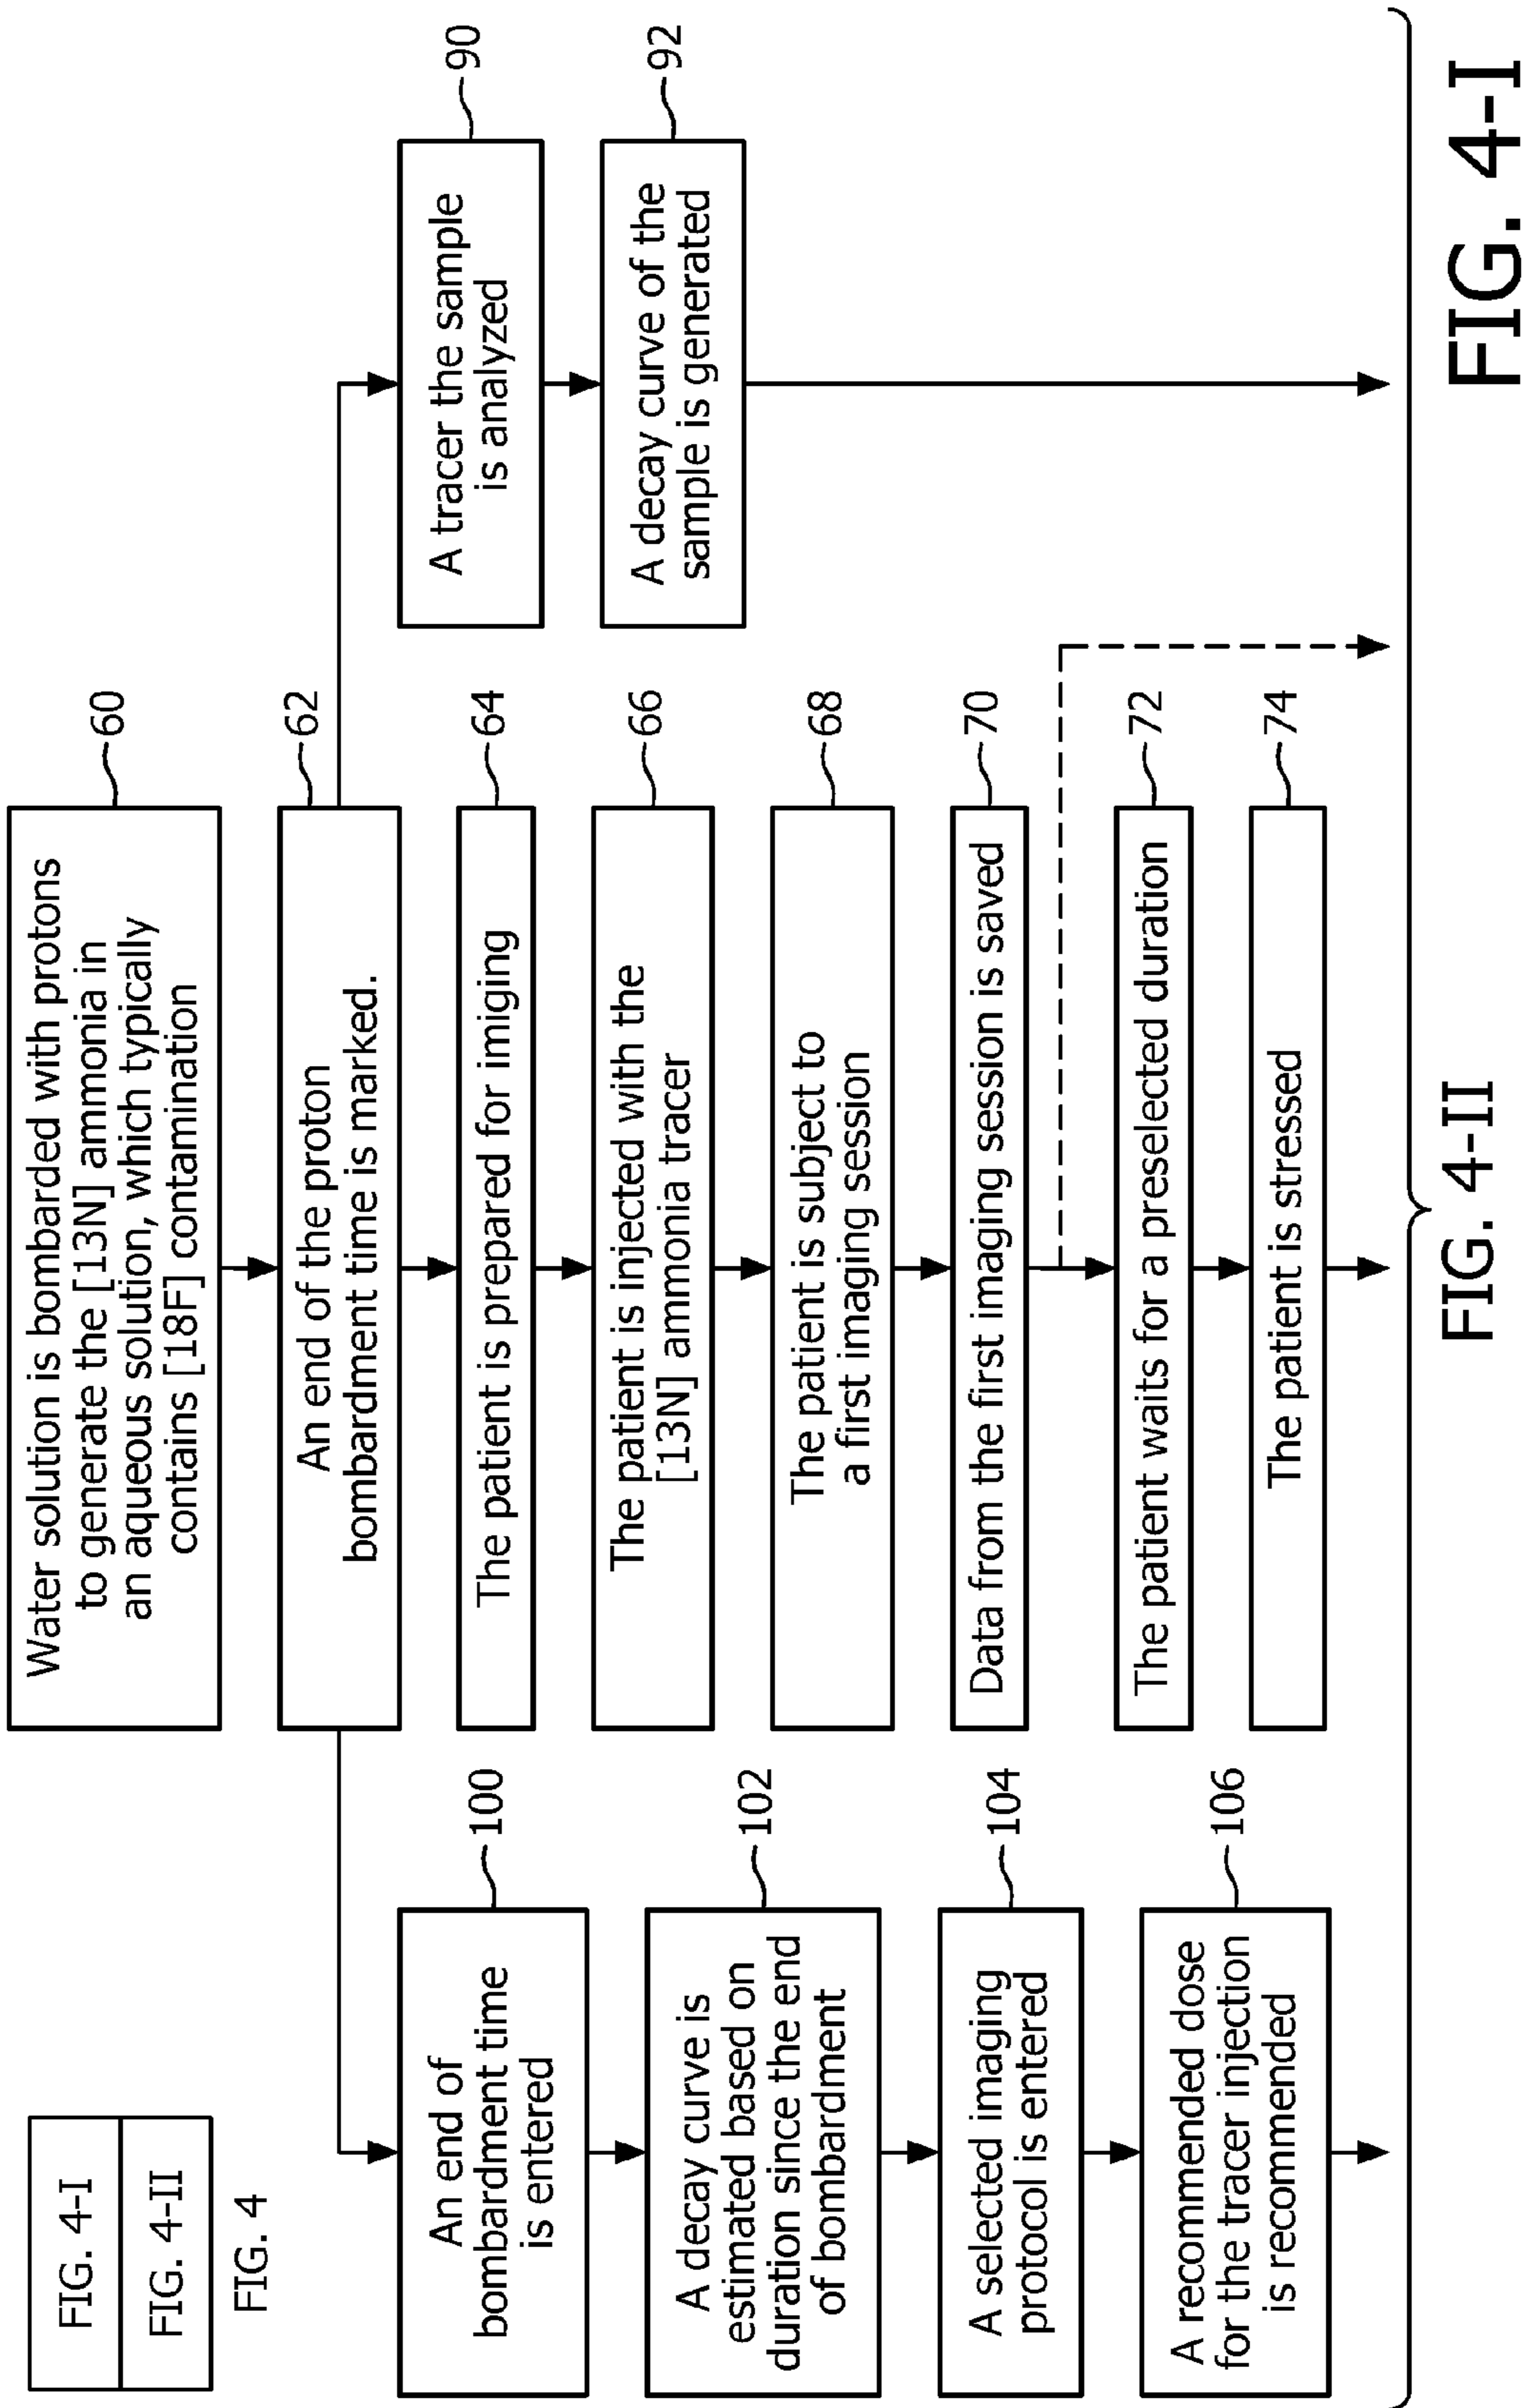 FIG. 4-I
FIG. 4-II
FIG. 4
Water solution is bombarded with protons
to generate the [13N] ammonia in
an aqueous solution, which typically
contains [18F] contamination
60
An end of the proton
bombardment time is marked.
62
The patient is prepared for imiging
64
The patient is injected with the
[13N] ammonia tracer
66
The patient is subject to
a first imaging session
68
Data from the first imaging session is saved
70
The patient waits for a preselected duration
72
The patient is stressed
74
An end of
bombardment time
is entered
100
A decay curve is
estimated based on
duration since the end
of bombardment
102
A selected imaging
protocol is entered
104
A recommended dose
for the tracer injection
is recommended
106
A tracer the sample
is analyzed
90
A decay curve of the
sample is generated
92
FIG. 4-II
FIG. 4-I